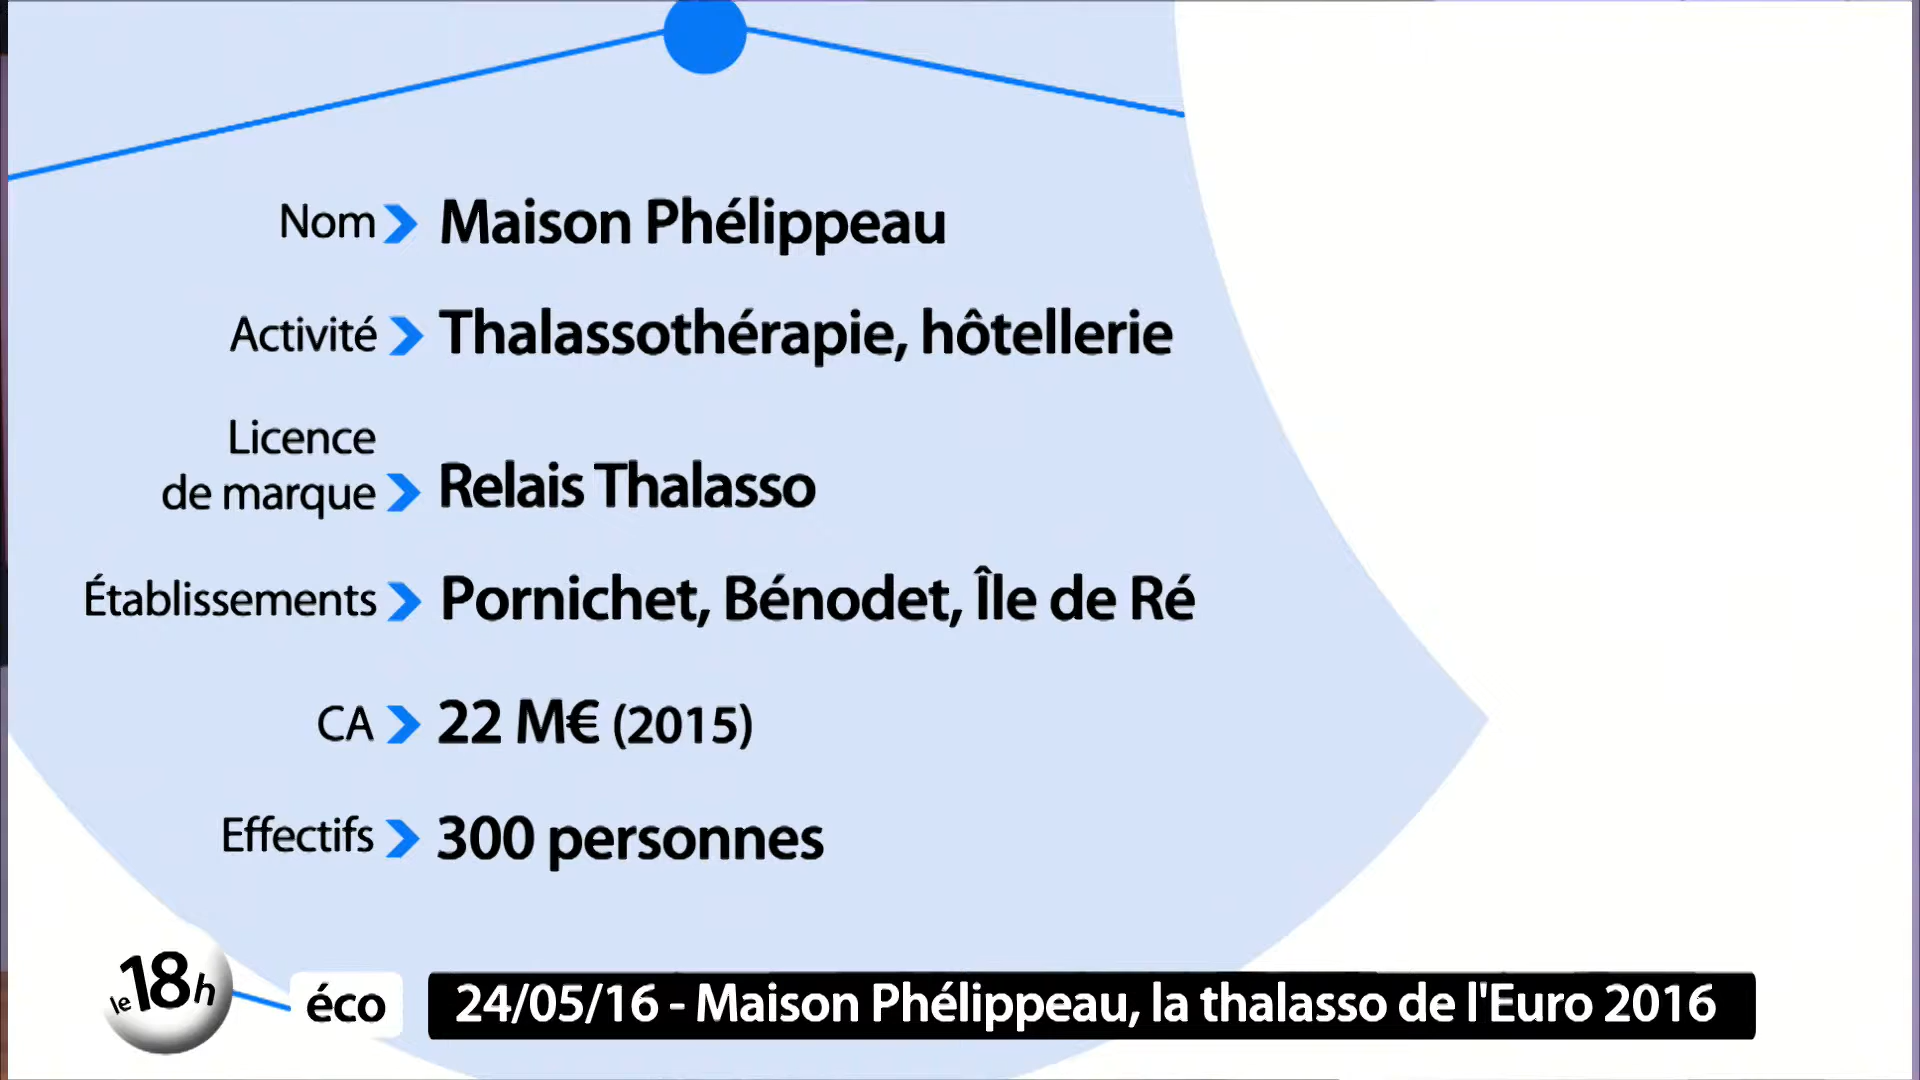 Nom Maison Phélippeau
Activité Thalassothérapie, hôtellerie
Licence
de marque Relais Thalasso
Établissements Pornichet, Bénodet, Île de Ré
CA 22 M€ (2015)
Effectifs 300 personnes
le 18h éco 24/05/16 - Maison Phélippeau, la thalasso de l'Euro 2016